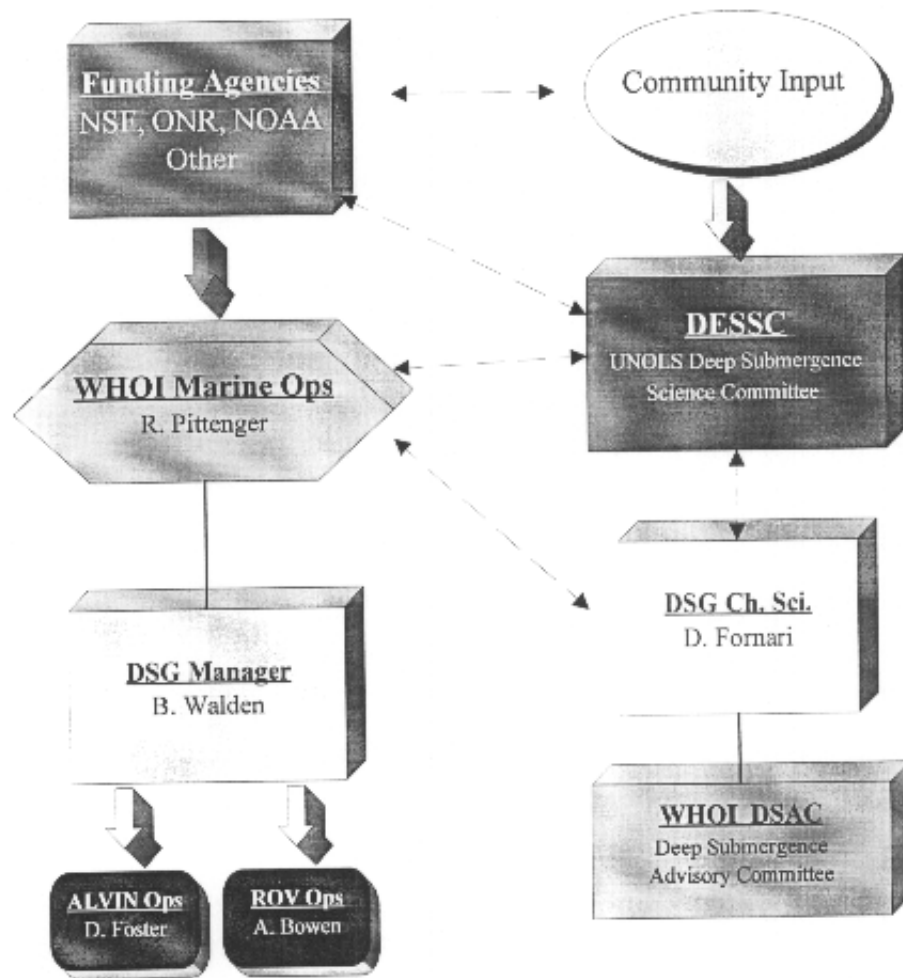 Funding Agencies
NSF, ONR, NOAA
Other
Community Input
DESSC
UNOLS Deep Submergence
Science Committee
WHOI Marine Ops
R. Pittenger
DSG Ch. Sci.
D. Fornari
DSG Manager
B. Walden
WHOI DSAC
Deep Submergence
Advisory Committee
ALVIN Ops
D. Foster
ROV Ops
A. Bowen